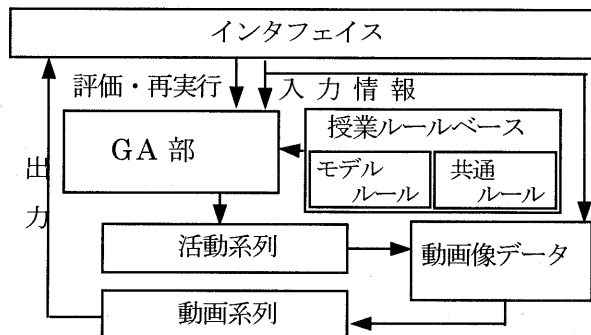 インタフェイス
評価・再実行
入力情報
授業ルールベース
GA部
モデル
ルール
共通
ルール
出
力
活動系列
動画像データ
動画系列